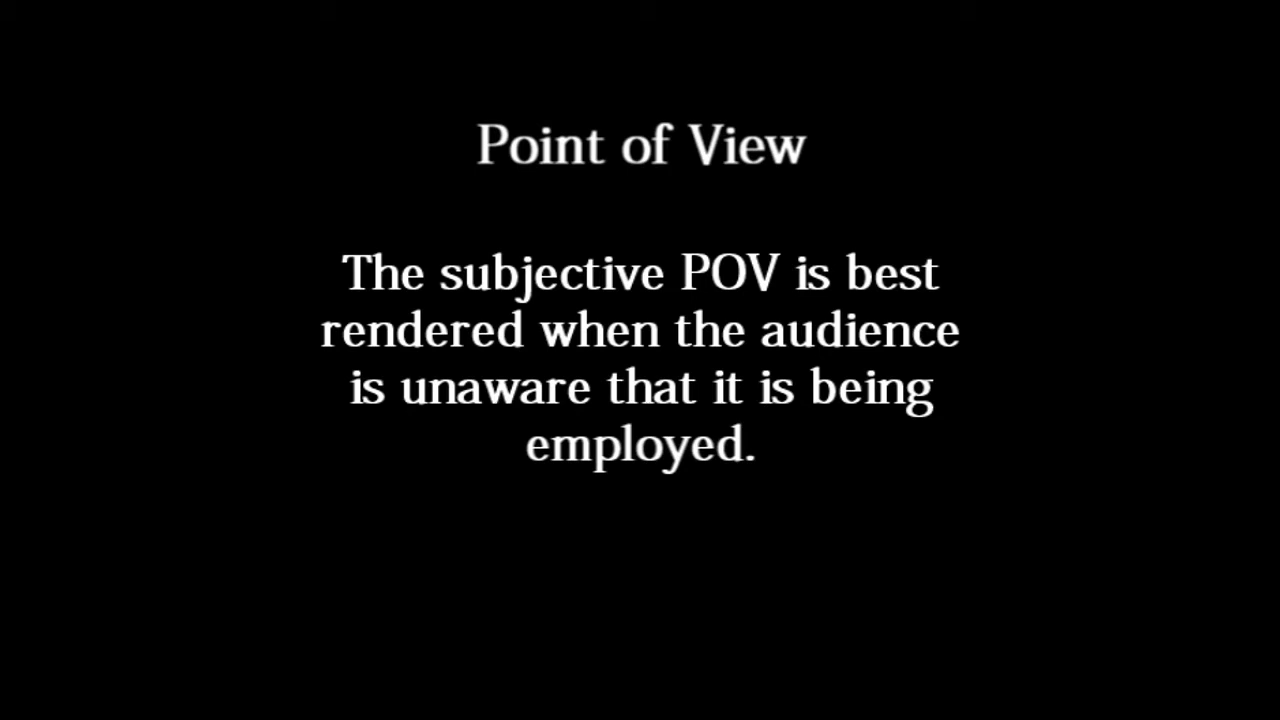 Point of View
The subjective POV is best
rendered when the audience
is unaware that it is being
employed.